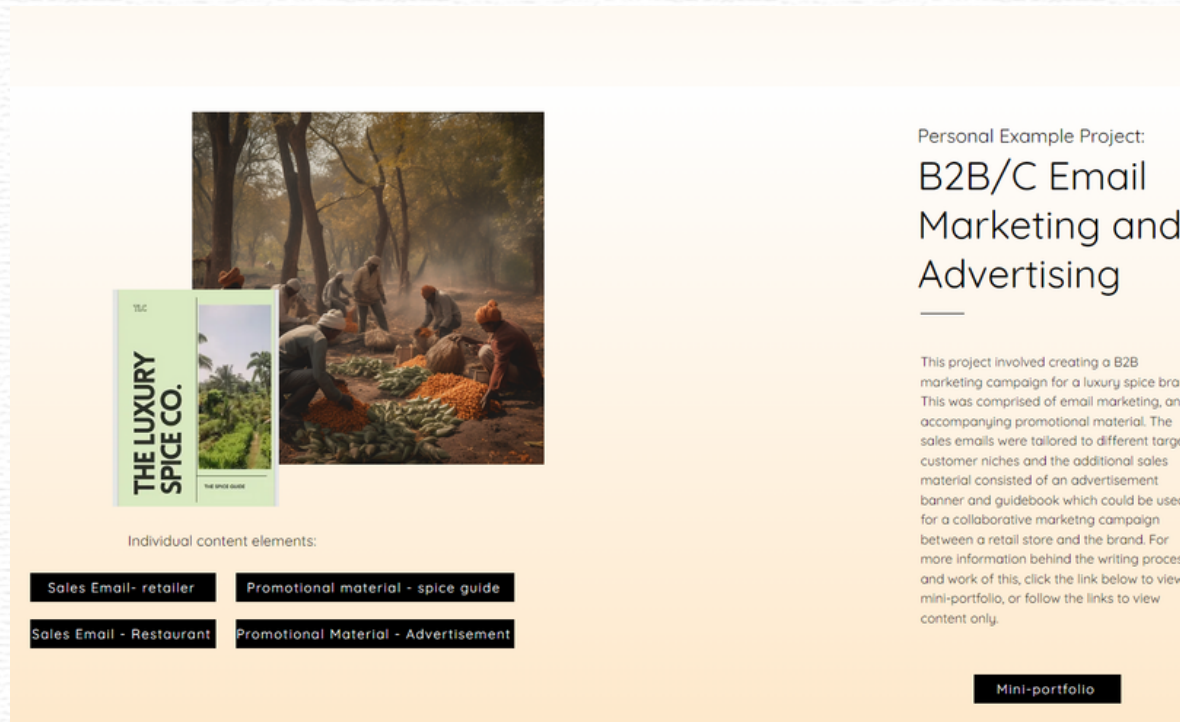 Personal Example Project:
B2B/C Email
Marketing and
Advertising
This project involved creating a B2B
marketing campaign for a luxury spice bra
This was comprised of email marketing, an
accompanying promotional material. The
sales emails were tailored to different targe
customer niches and the additional sales
material consisted of an advertisement
banner and guidebook which could be used
for a collaborative marketng campaign
between a retail store and the brand. For
more information behind the writing proces
and work of this, click the link below to view
mini-portfolio, or follow the links to view
content only.
Mini-portfolio
THE LUXURY
SPICE CO.
THE SPICE GUIDE
Individual content elements:
Sales Email- retailer
Promotional material - spice guide
Sales Email - Restaurant
Promotional Material - Advertisement